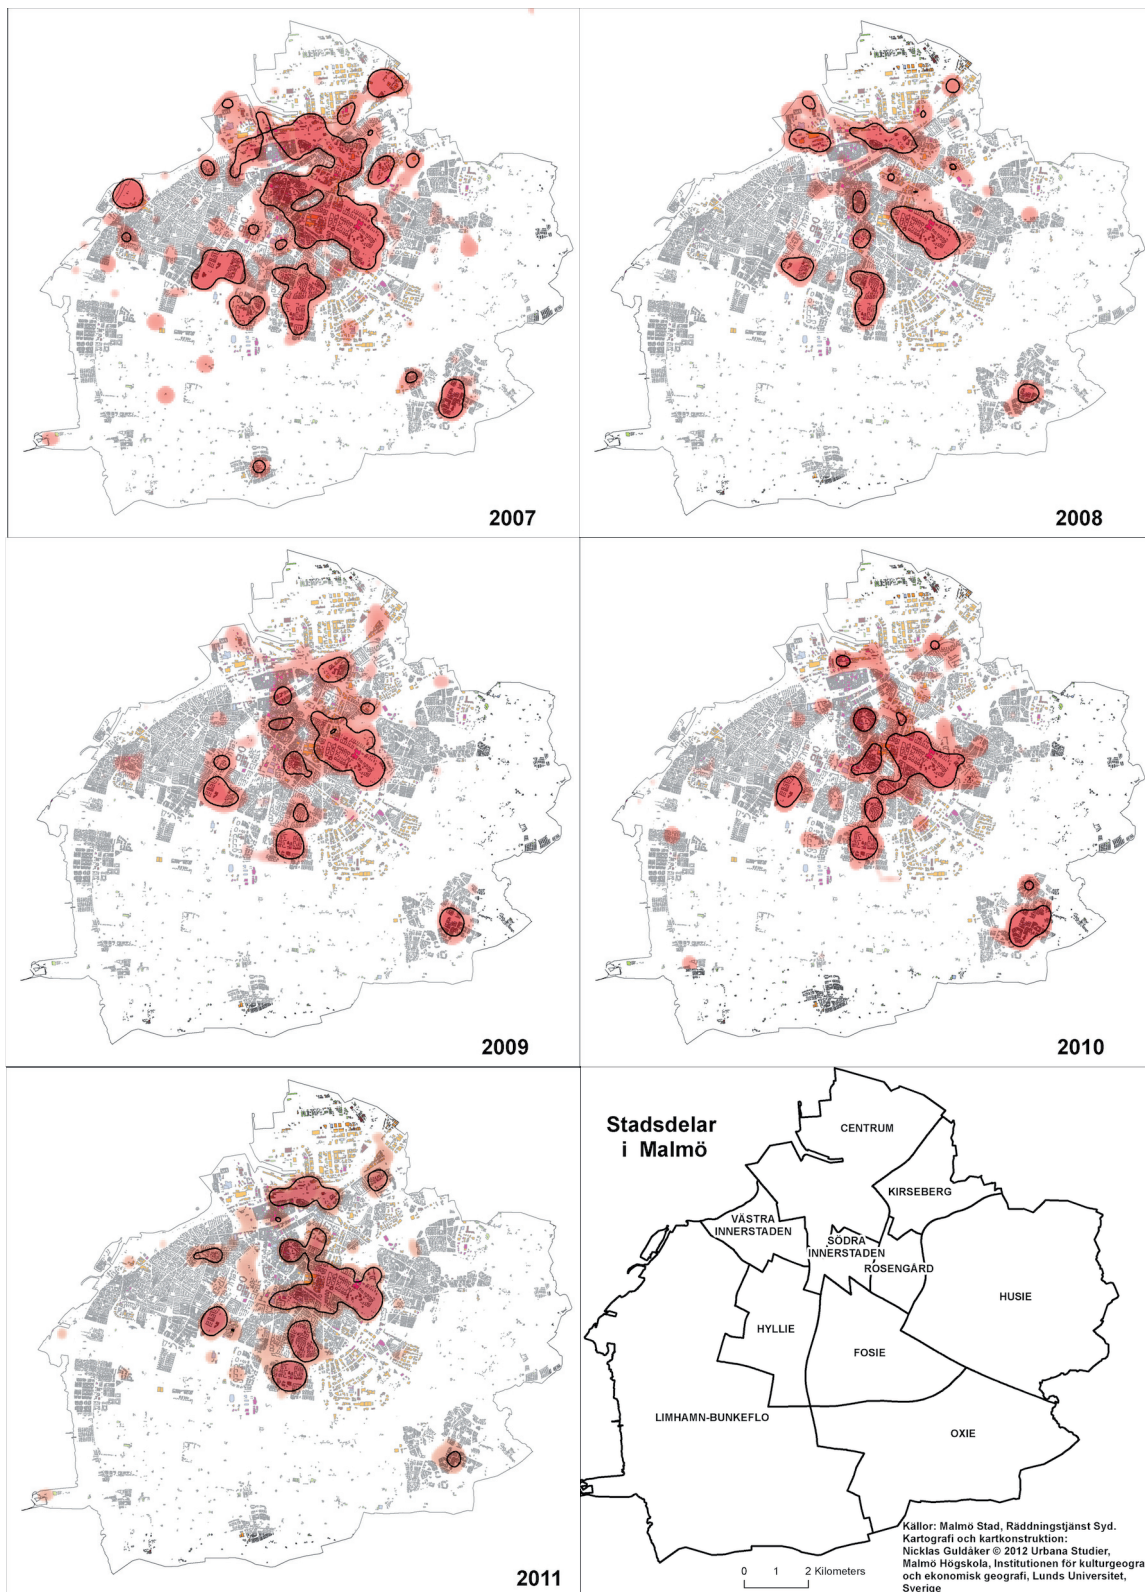 2007
2008
2009
2010
2011
Stadsdelar
i Malmö
CENTRUM
KIRSEBERG
VÄSTRA
INNERSTADEN
SÖDRA
INNERSTADEN
ROSENGÅRD
HUSIE
HYLLIE
FOSIE
LIMHAMN-BUNKEFLO
OXIE
Källor: Malmö Stad, Räddningstjänst Syd.
Kartografi och kartkonstruktion:
Nicklas Guldåker © 2012 Urbana Studier,
Malmö Högskola, Institutionen för kulturgeogra
och ekonomisk geografi, Lunds Universitet,
Sverige
0 1 2 Kilometers